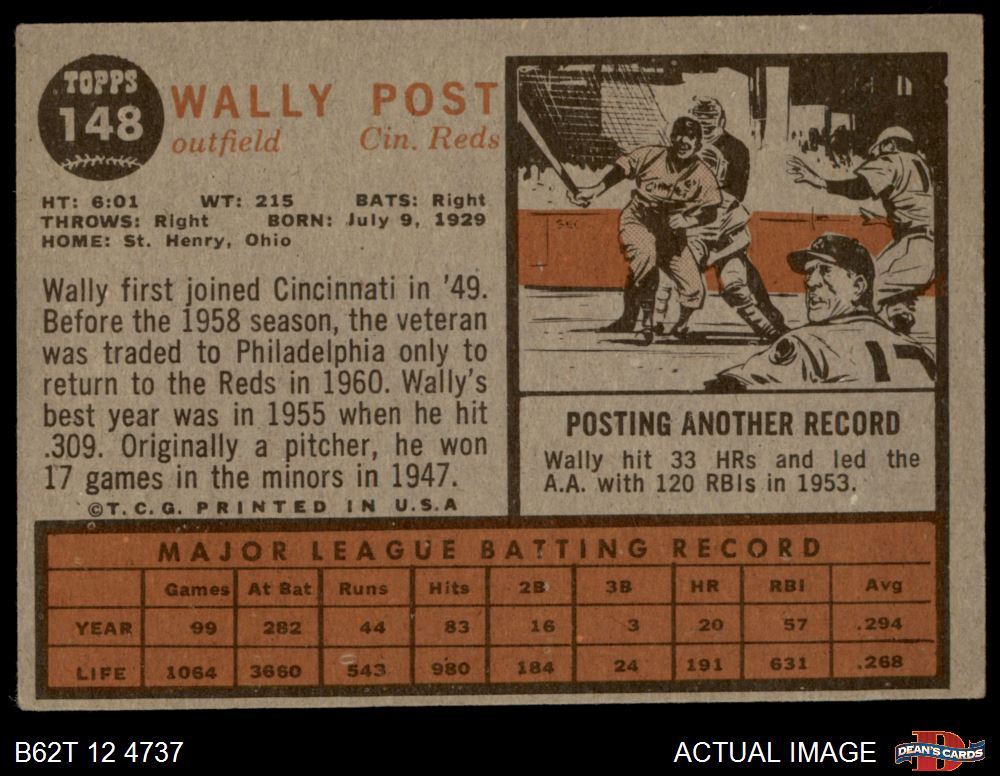 TOPPS
148
WALLY POST
outfield Cin. Reds
HT: 6:01 WT: 215 BATS: Right
THROWS: Right BORN: July 9, 1929
HOME: St. Henry, Ohio
Wally first joined Cincinnati in '49.
Before the 1958 season, the veteran
was traded to Philadelphia only to
return to the Reds in 1960. Wally's
best year was in 1955 when he hit
.309. Originally a pitcher, he won
17 games in the minors in 1947.
©T.C.G. PRINTED IN U.S.A
SEC
17
POSTING ANOTHER RECORD
Wally hit 33 HRs and led the
A.A. with 120 RBIs in 1953.
MAJOR LEAGUE BATTING RECORD
Games At Bat Runs Hits 2B 3B HR RBI Avg
YEAR 99 282 44 83 16 3 20 57 .294
LIFE 1064 3660 543 980 184 24 191 631 .268
B62T 12 4737
ACTUAL IMAGE
D
DEAN'S CARDS